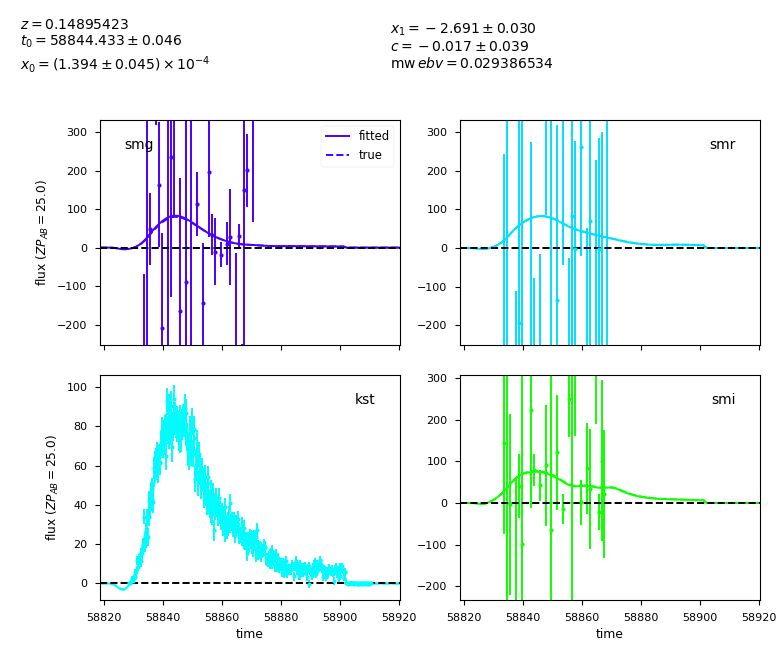 z = 0.14895423
t₀ = 58844.433 ± 0.046
x₀ = (1.394 ± 0.045) × 10⁻⁴
x₁ = −2.691 ± 0.030
c = −0.017 ± 0.039
mw ebv = 0.029386534
300
200
100
0
−100
−200
flux (ZP_AB = 25.0)
smg
fitted
true
300
200
100
0
−100
−200
smr
100
80
60
40
20
0
flux (ZP_AB = 25.0)
kst
58820 58840 58860 58880 58900 58920
time
300
200
100
0
−100
−200
smi
58820 58840 58860 58880 58900 58920
time